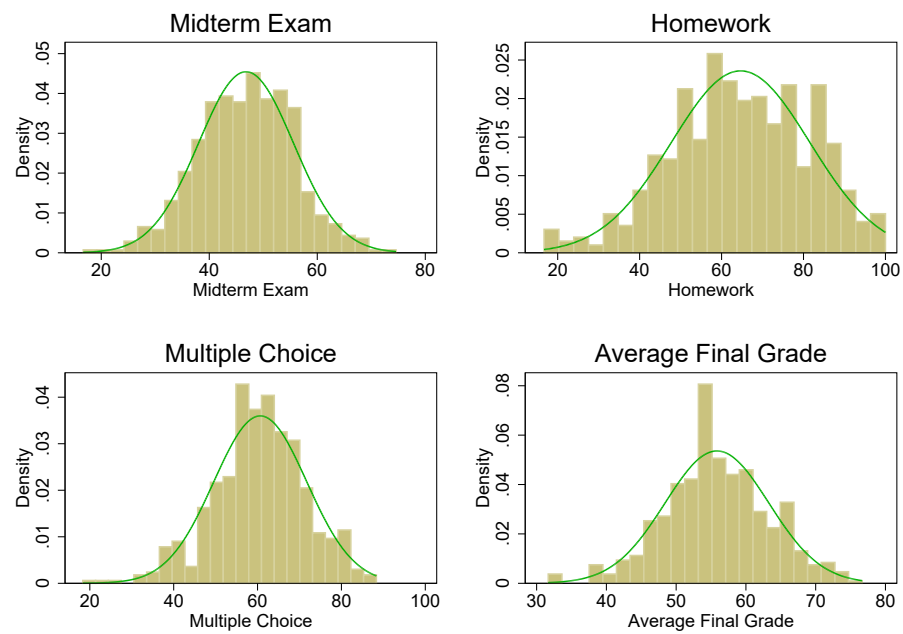 Midterm Exam
Density
0 .01 .02 .03 .04 .05
20 40 60 80
Midterm Exam
Homework
Density
0 .005 .01 .015 .02 .025
20 40 60 80 100
Homework
Multiple Choice
Density
0 .01 .02 .03 .04
20 40 60 80 100
Multiple Choice
Average Final Grade
Density
0 .02 .04 .06 .08
30 40 50 60 70 80
Average Final Grade